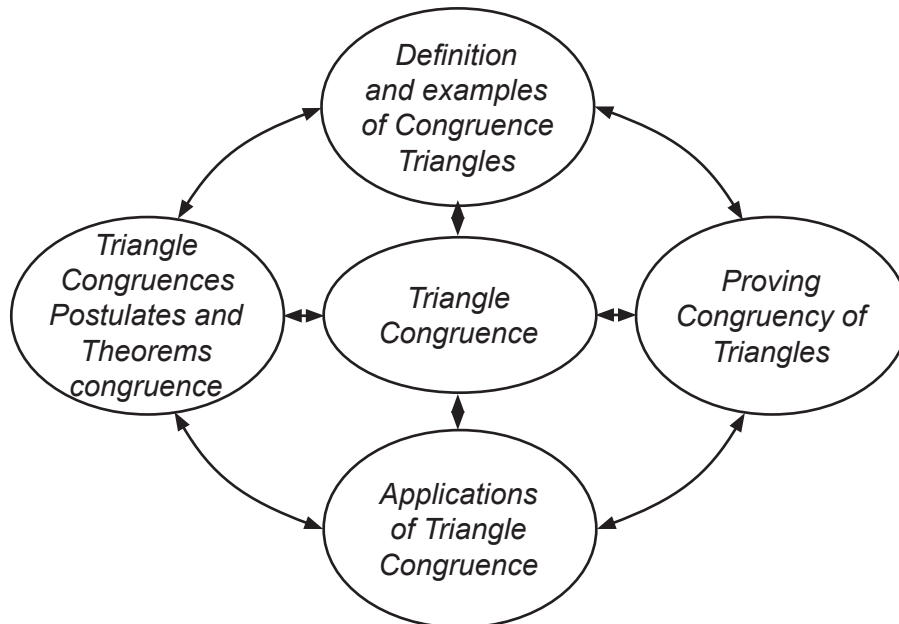 Definition
and examples
of Congruence
Triangles
Triangle
Congruences
Postulates and
Theorems
congruence
Triangle
Congruence
Proving
Congruency of
Triangles
Applications
of Triangle
Congruence